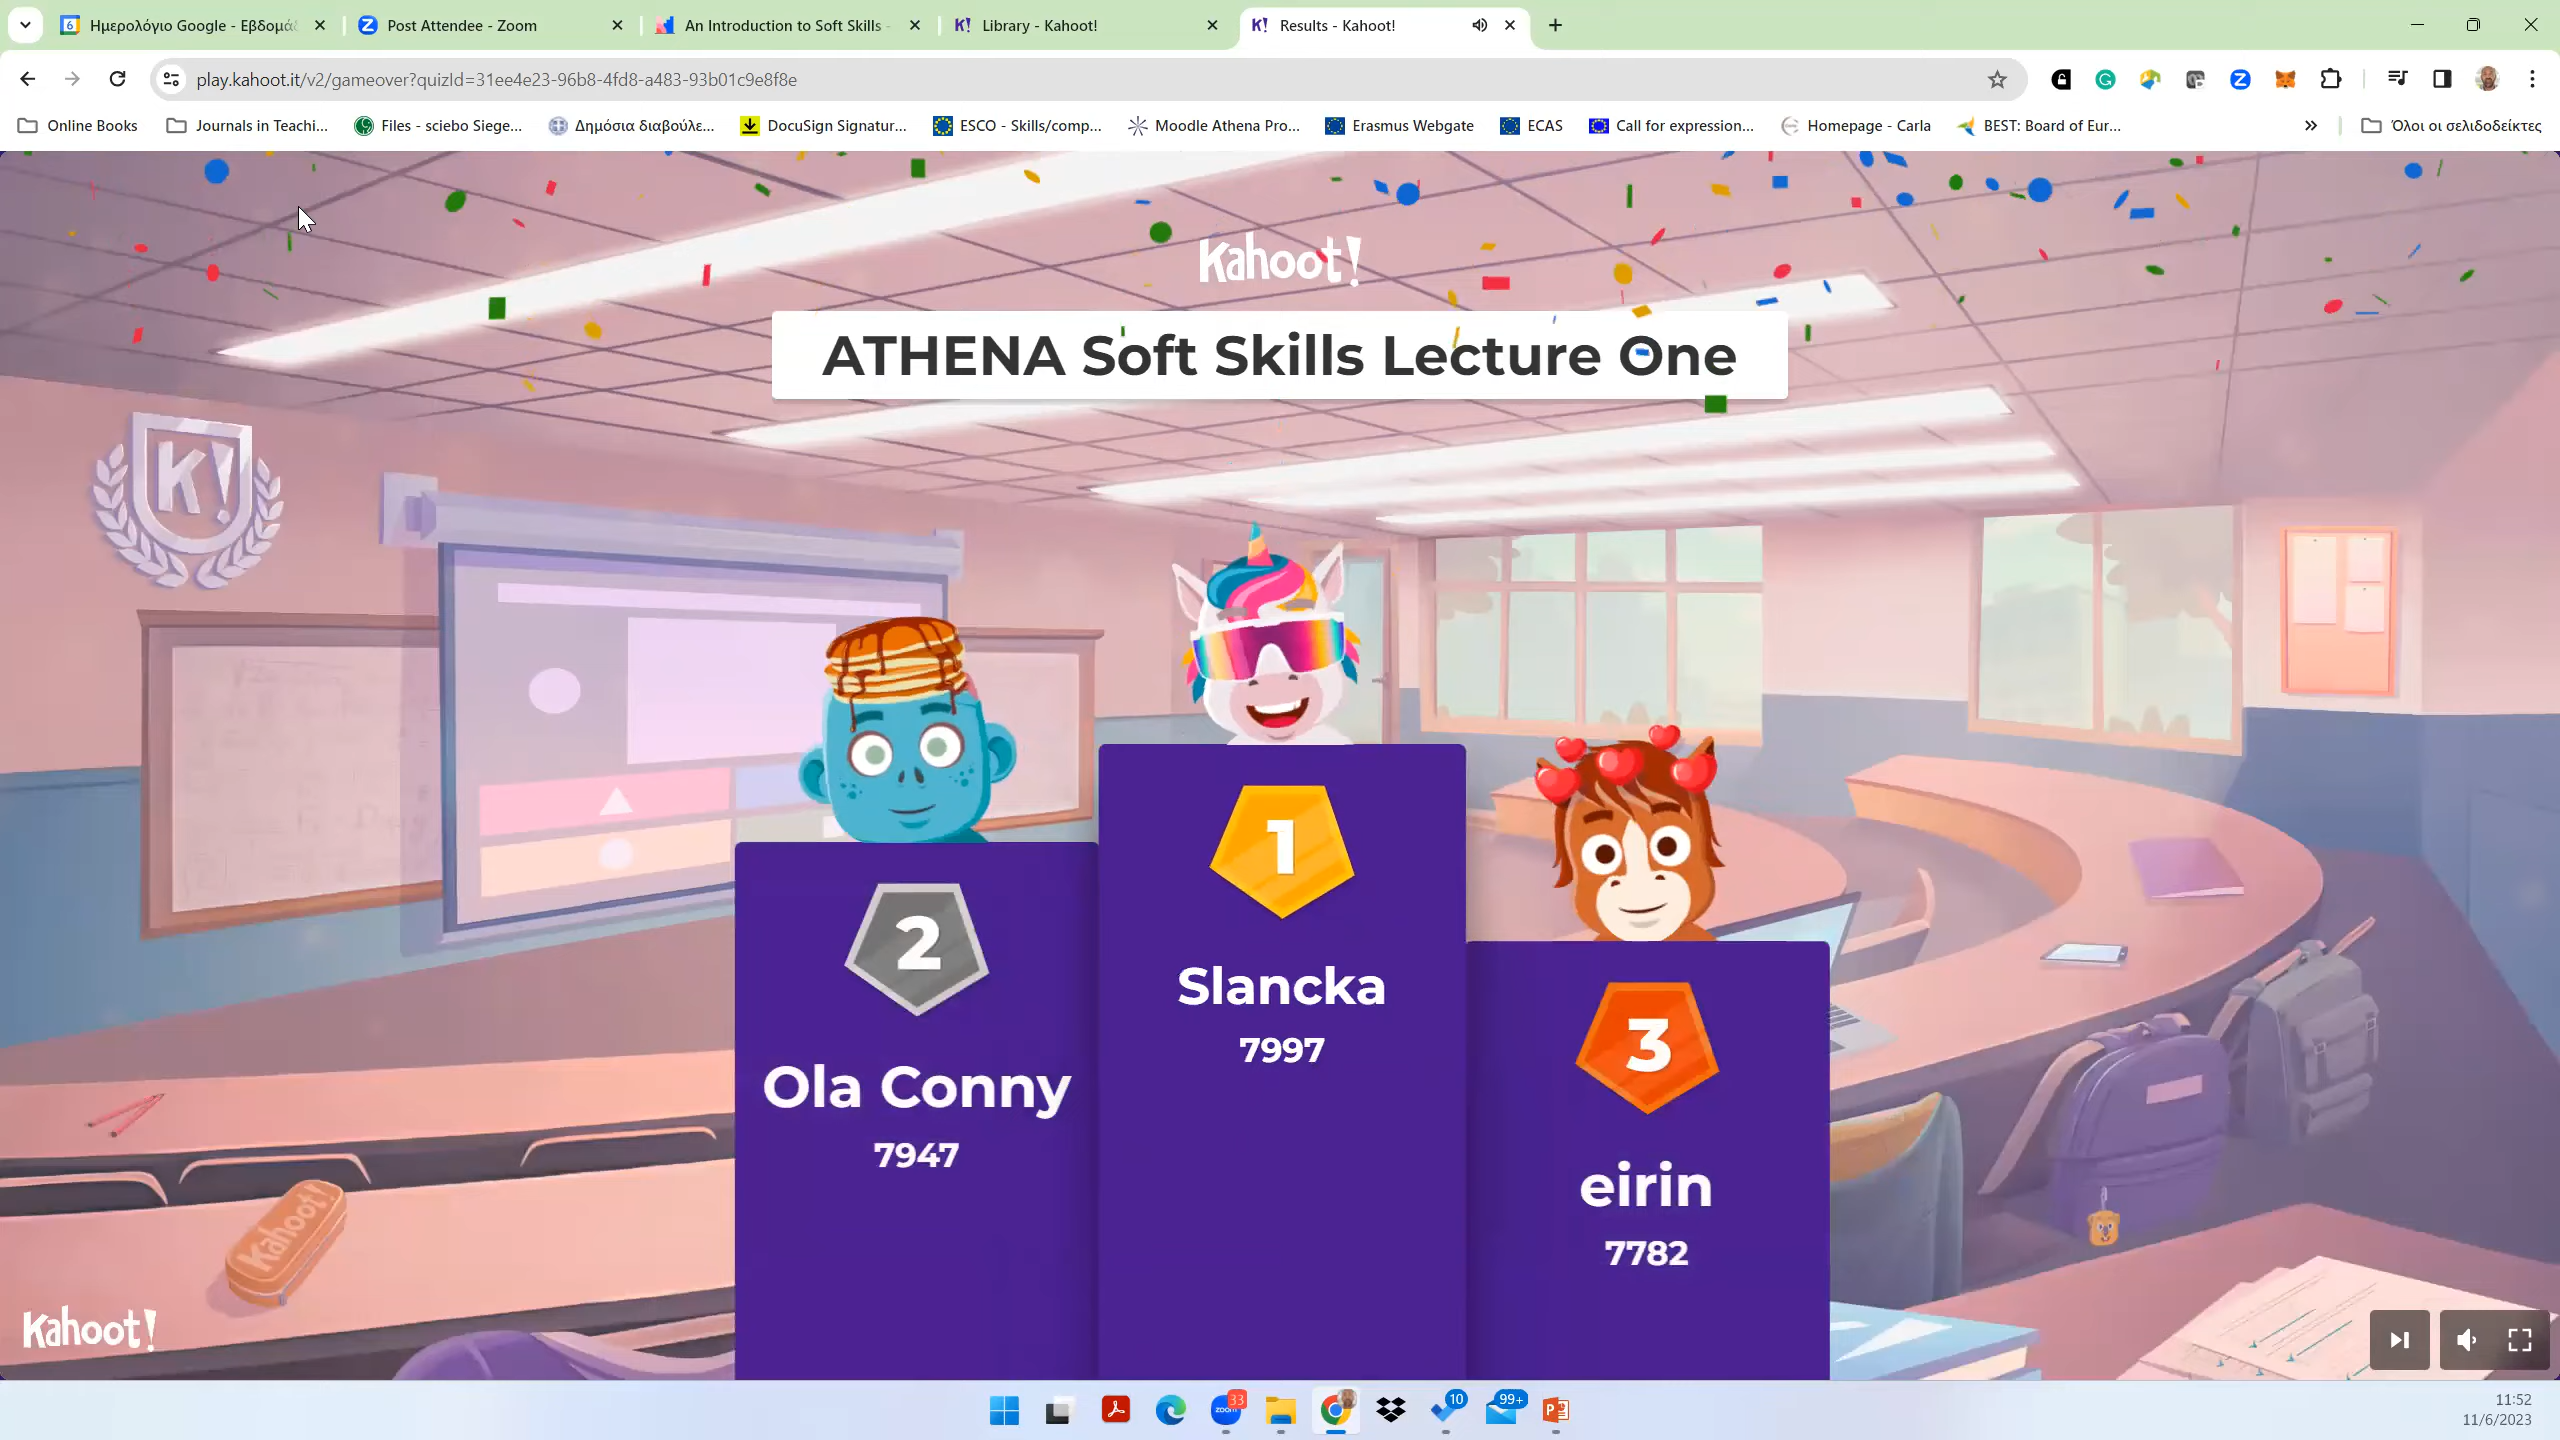 Ημερολόγιο Google - Εβδομάδ
Post Attendee - Zoom
An Introduction to Soft Skills -
K! Library - Kahoot!
K! Results - Kahoot!
play.kahoot.it/v2/gameover?quizId=31ee4e23-96b8-4fd8-a483-93b01c9e8f8e
Online Books
Journals in Teachi...
Files - sciebo Siege...
Δημόσια διαβούλε...
DocuSign Signatur...
ESCO - Skills/comp...
Moodle Athena Pro...
Erasmus Webgate
ECAS
Call for expression...
Homepage - Carla
BEST: Board of Eur...
Όλοι οι σελιδοδείκτες
Kahoot!
ATHENA Soft Skills Lecture One
K!
1
Slancka
7997
2
Ola Conny
7947
3
eirin
7782
Kahoot!
Kahoot!
zoom
33
10
99+
11:52
11/6/2023